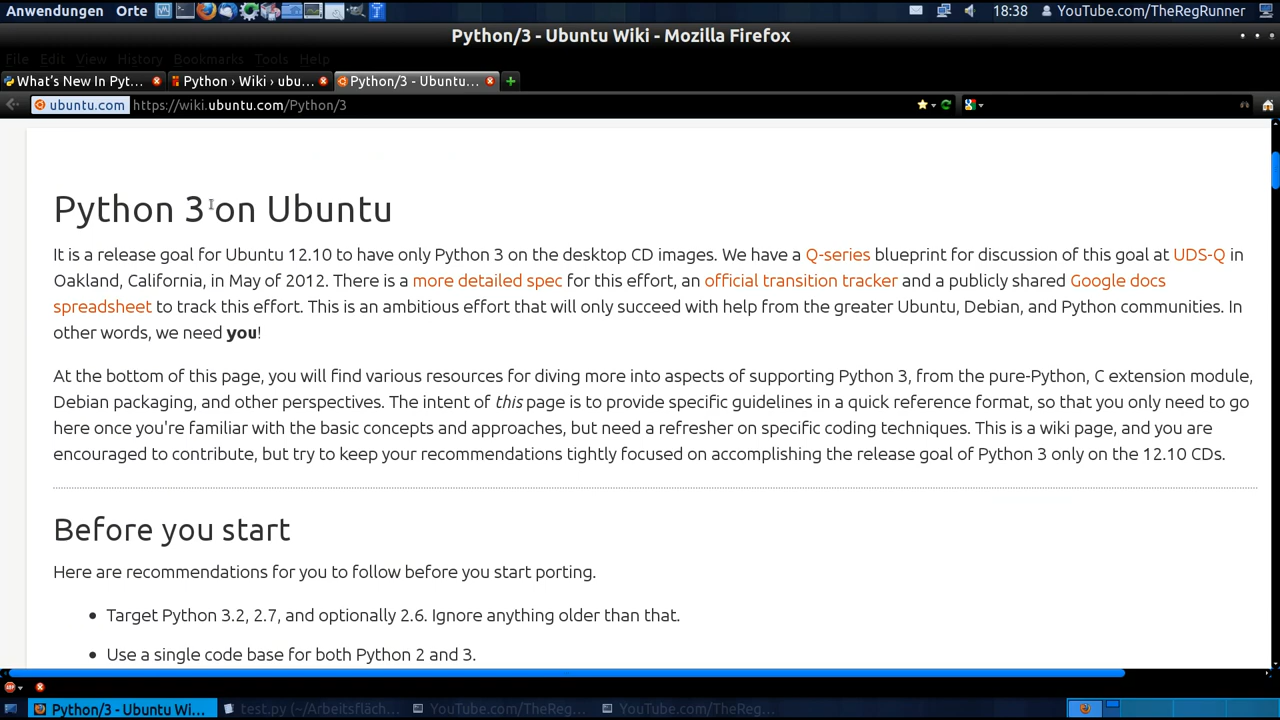 Anwendungen Orte 18:38 YouTube.com/TheRegRunner
Python/3 - Ubuntu Wiki - Mozilla Firefox
File Edit View History Bookmarks Tools Help
What's New In Pyt... Python › Wiki › ubu... Python/3 - Ubuntu...
ubuntu.com https://wiki.ubuntu.com/Python/3
Python 3 on Ubuntu
It is a release goal for Ubuntu 12.10 to have only Python 3 on the desktop CD images. We have a Q-series blueprint for discussion of this goal at UDS-Q in
Oakland, California, in May of 2012. There is a more detailed spec for this effort, an official transition tracker and a publicly shared Google docs
spreadsheet to track this effort. This is an ambitious effort that will only succeed with help from the greater Ubuntu, Debian, and Python communities. In
other words, we need you!
At the bottom of this page, you will find various resources for diving more into aspects of supporting Python 3, from the pure-Python, C extension module,
Debian packaging, and other perspectives. The intent of this page is to provide specific guidelines in a quick reference format, so that you only need to go
here once you're familiar with the basic concepts and approaches, but need a refresher on specific coding techniques. This is a wiki page, and you are
encouraged to contribute, but try to keep your recommendations tightly focused on accomplishing the release goal of Python 3 only on the 12.10 CDs.
Before you start
Here are recommendations for you to follow before you start porting.
• Target Python 3.2, 2.7, and optionally 2.6. Ignore anything older than that.
• Use a single code base for both Python 2 and 3.
ABP
Python/3 - Ubuntu Wi... test.py (~/Arbeitsfläch... YouTube.com/TheReg... YouTube.com/TheReg...